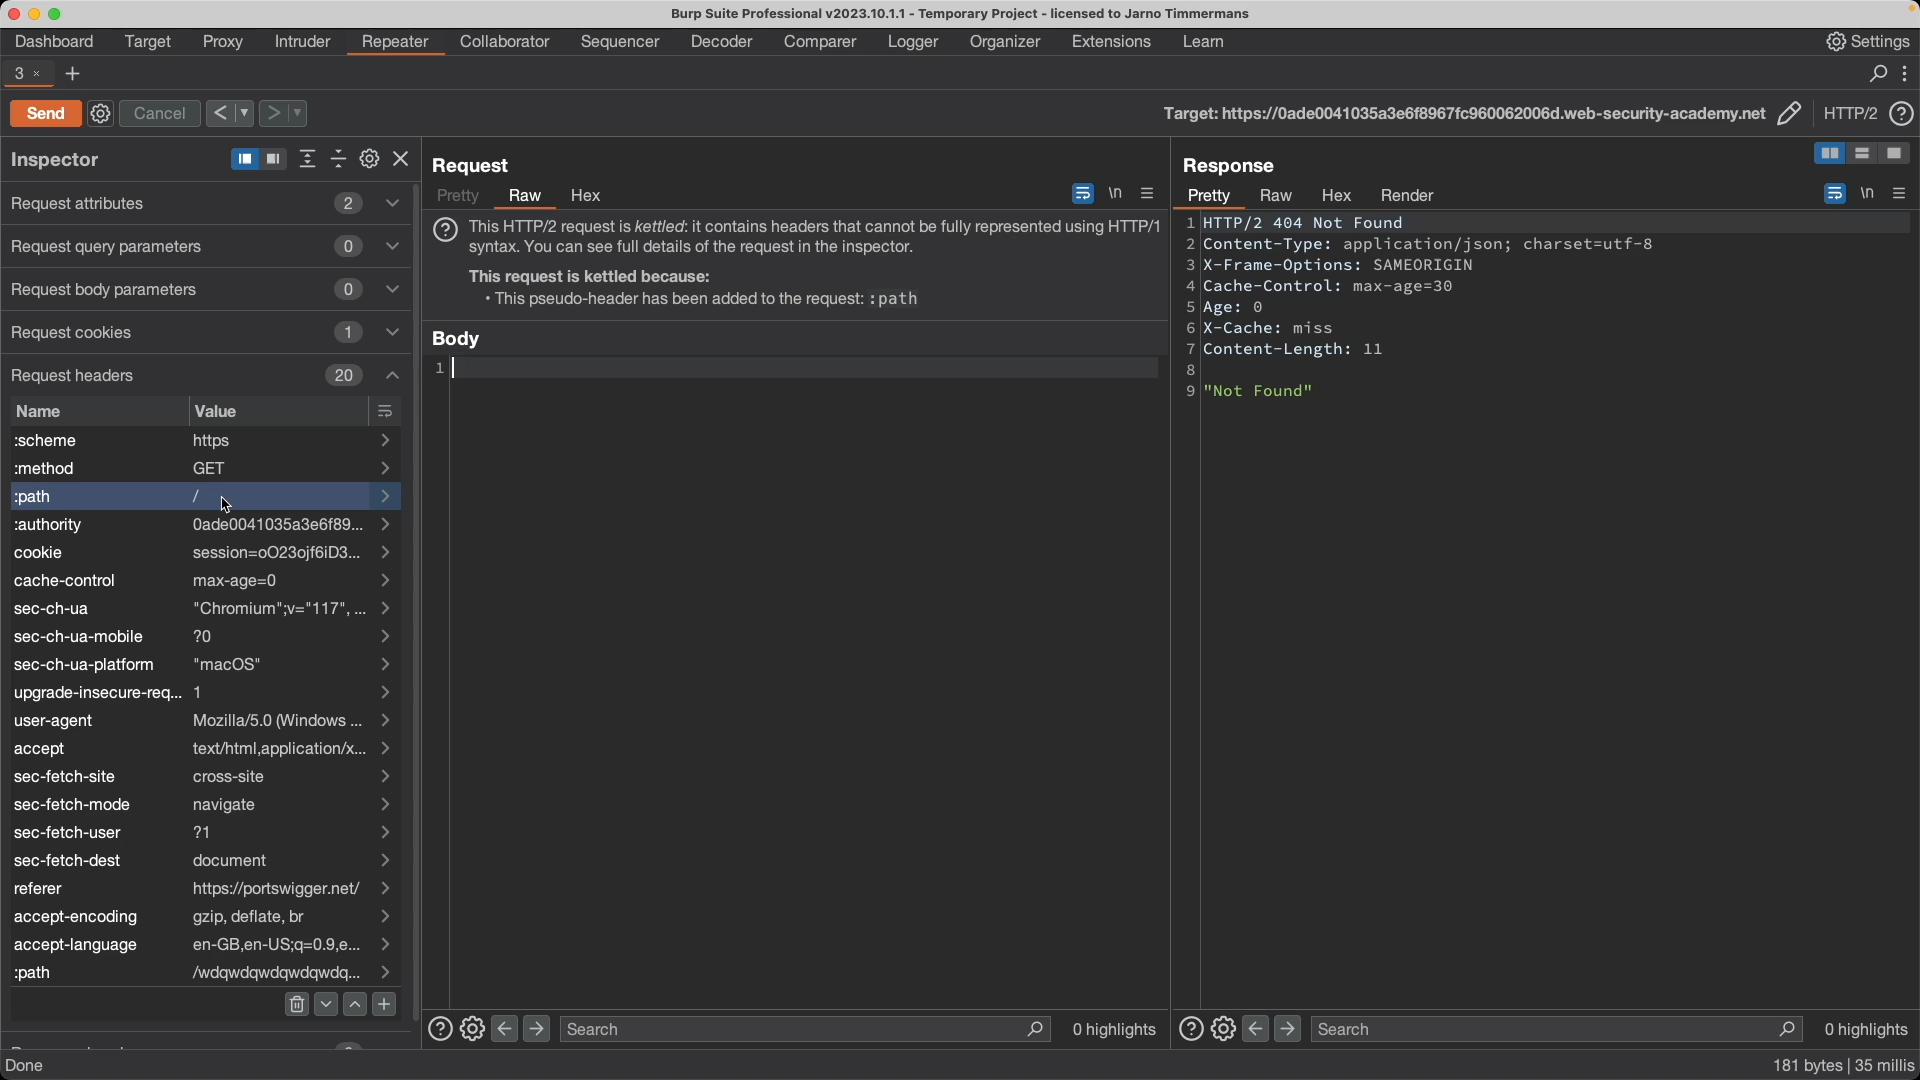 Burp Suite Professional v2023.10.1.1 - Temporary Project - licensed to Jarno Timmermans
Dashboard Target Proxy Intruder Repeater Collaborator Sequencer Decoder Comparer Logger Organizer Extensions Learn Settings
3 × +
Send Cancel < > Target: https://0ade0041035a3e6f8967fc960062006d.web-security-academy.net HTTP/2 ?
Inspector
Request attributes 2
Request query parameters 0
Request body parameters 0
Request cookies 1
Request headers 20
Name Value
:scheme https
:method GET
:path /
:authority 0ade0041035a3e6f89...
cookie session=oO23ojf6iD3...
cache-control max-age=0
sec-ch-ua "Chromium";v="117", ...
sec-ch-ua-mobile ?0
sec-ch-ua-platform "macOS"
upgrade-insecure-req... 1
user-agent Mozilla/5.0 (Windows ...
accept text/html,application/x...
sec-fetch-site cross-site
sec-fetch-mode navigate
sec-fetch-user ?1
sec-fetch-dest document
referer https://portswigger.net/
accept-encoding gzip, deflate, br
accept-language en-GB,en-US;q=0.9,e...
:path /wdqwdqwdqwdqwdq...
Request
Pretty Raw Hex \n
This HTTP/2 request is kettled: it contains headers that cannot be fully represented using HTTP/1
syntax. You can see full details of the request in the inspector.
This request is kettled because:
• This pseudo-header has been added to the request: :path
Body
1
Search 0 highlights
Response
Pretty Raw Hex Render \n
1 HTTP/2 404 Not Found
2 Content-Type: application/json; charset=utf-8
3 X-Frame-Options: SAMEORIGIN
4 Cache-Control: max-age=30
5 Age: 0
6 X-Cache: miss
7 Content-Length: 11
8
9 "Not Found"
Search 0 highlights
Done 181 bytes | 35 millis